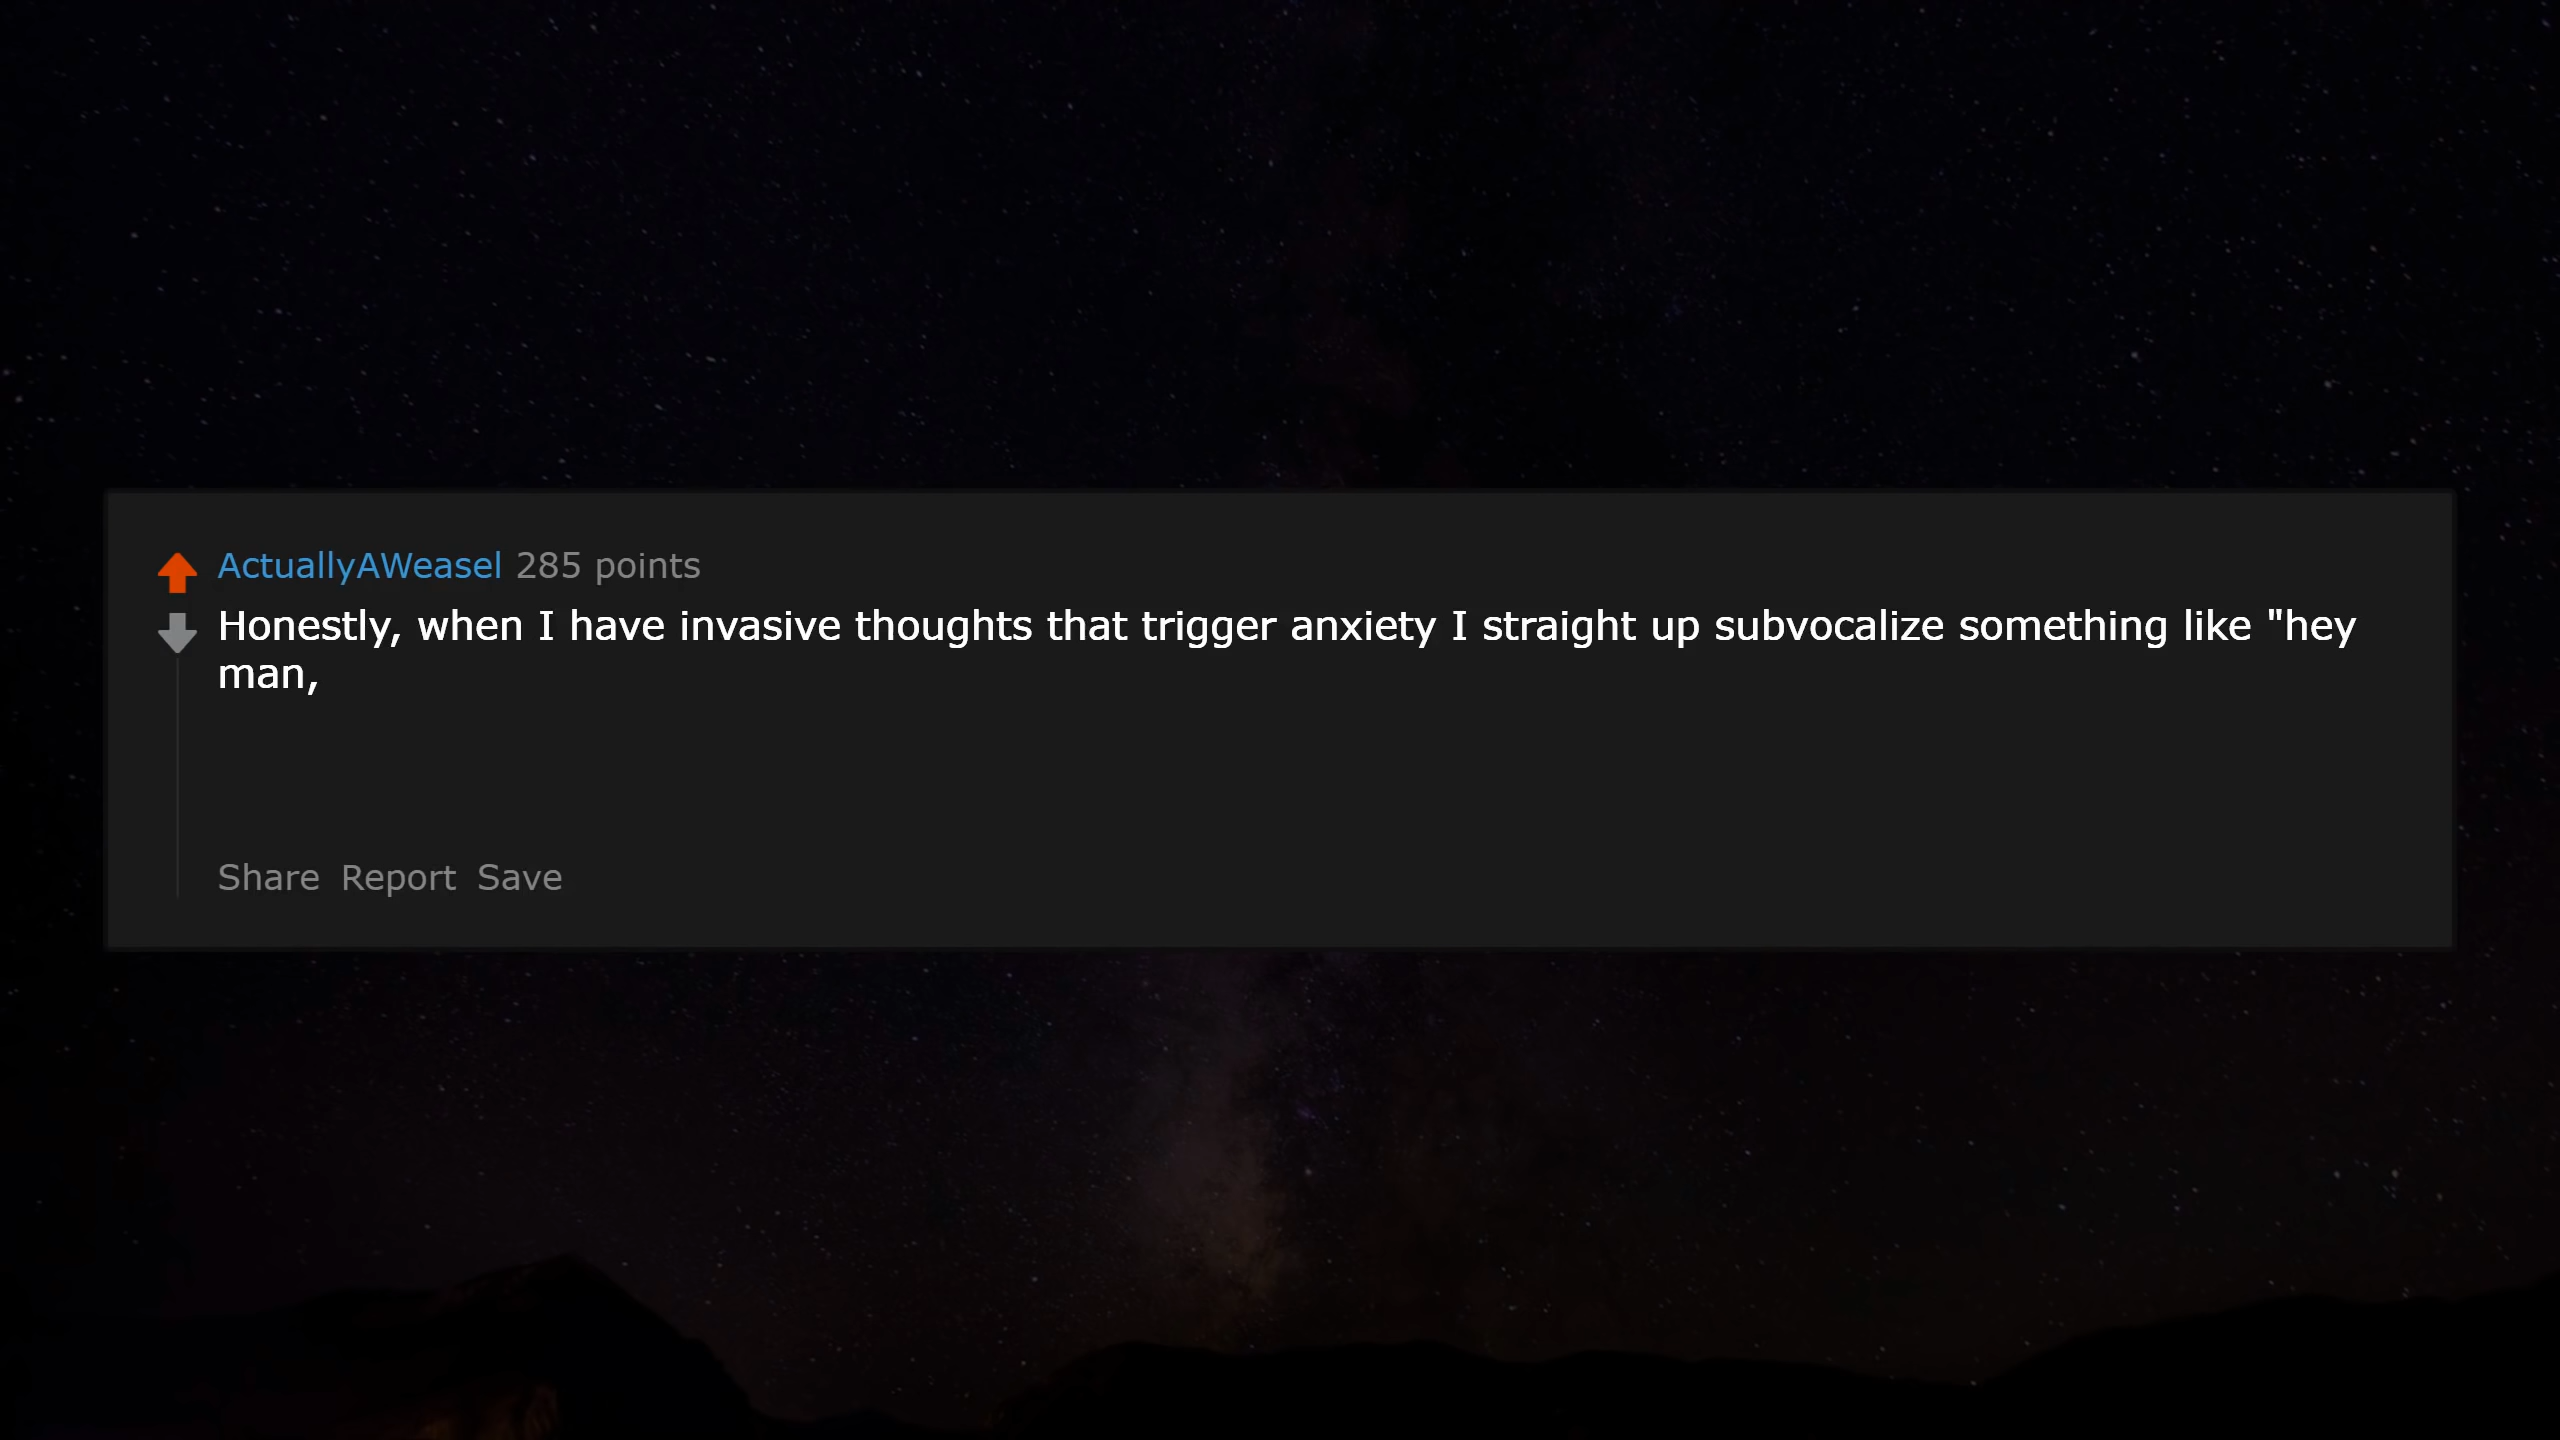 ActuallyAWeasel 285 points
Honestly, when I have invasive thoughts that trigger anxiety I straight up subvocalize something like "hey
man,
Share Report Save